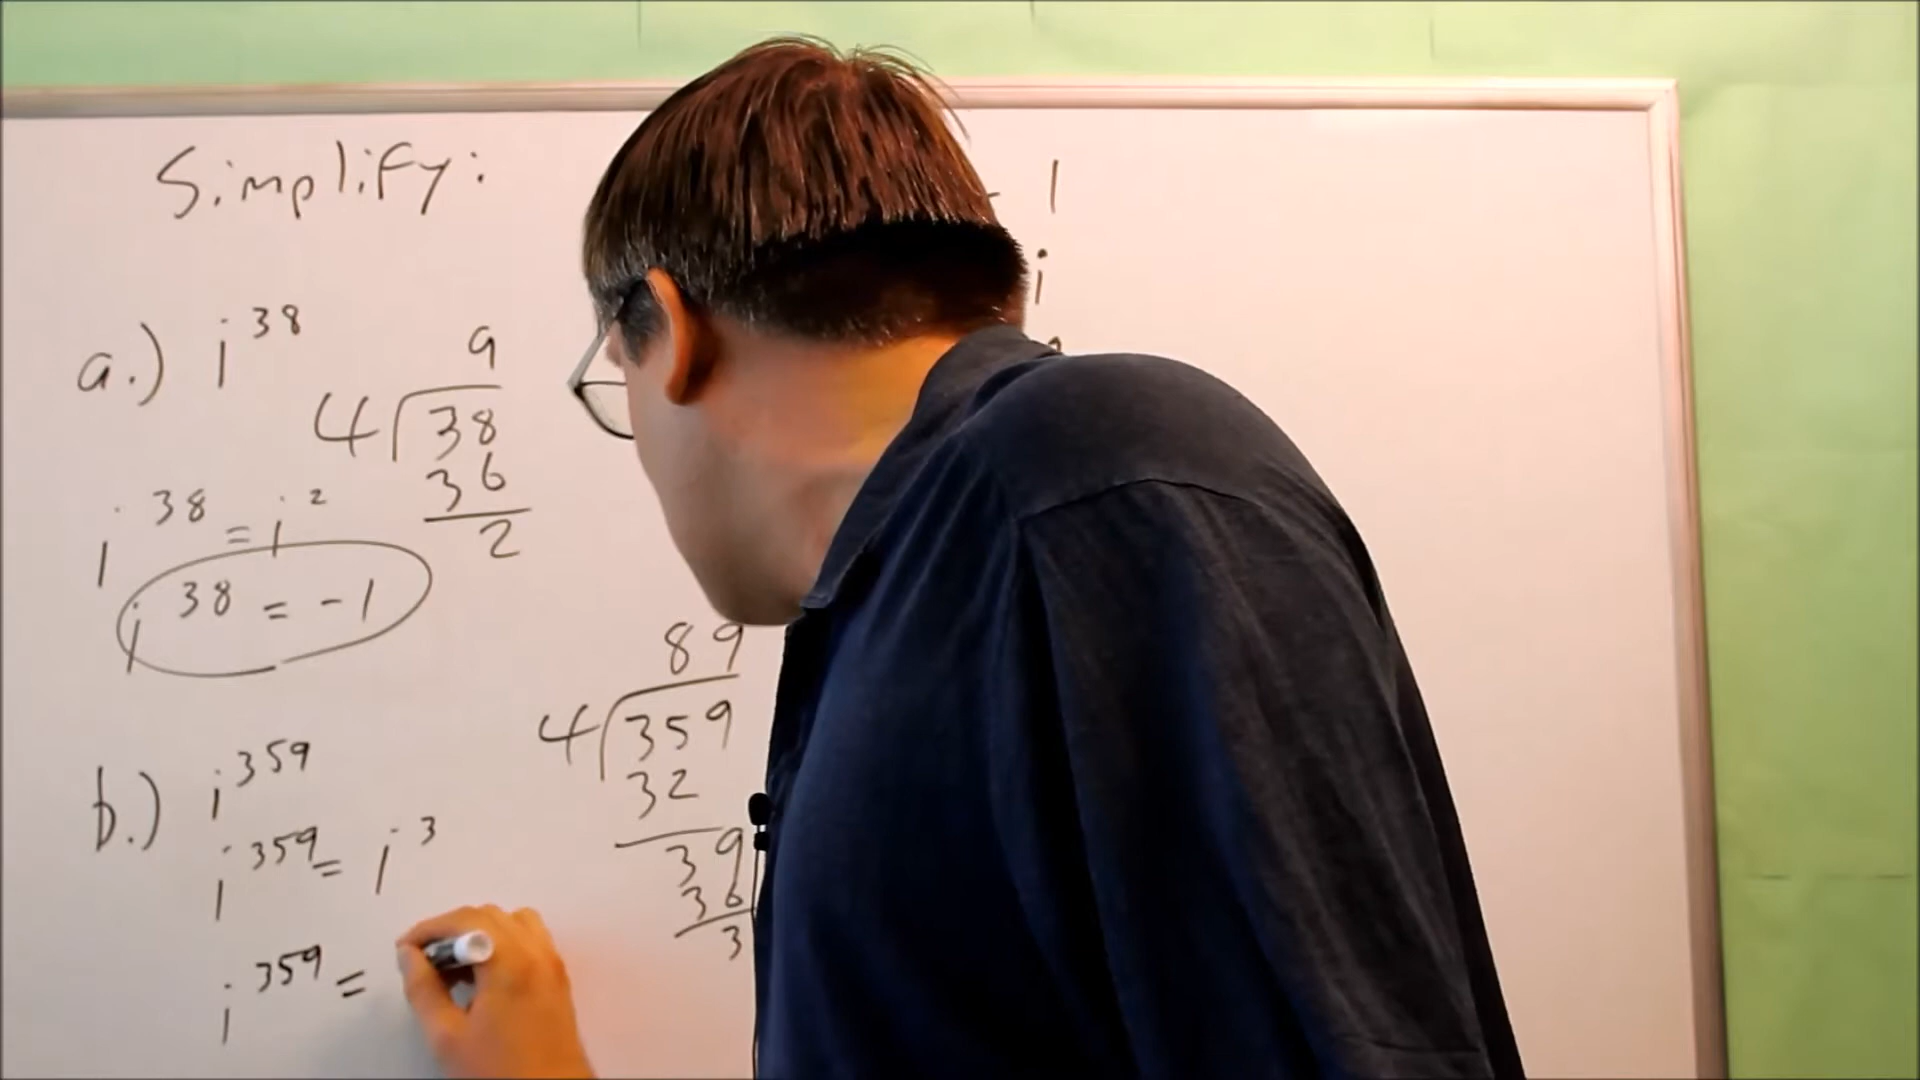 Simplify:
a.) i^38
9
4⟌38
36
2
i^38 = i^2
i^38 = -1
b.) i^359
89
4⟌359
32
39
36
3
i^359 = i^3
i^359 =
1
i